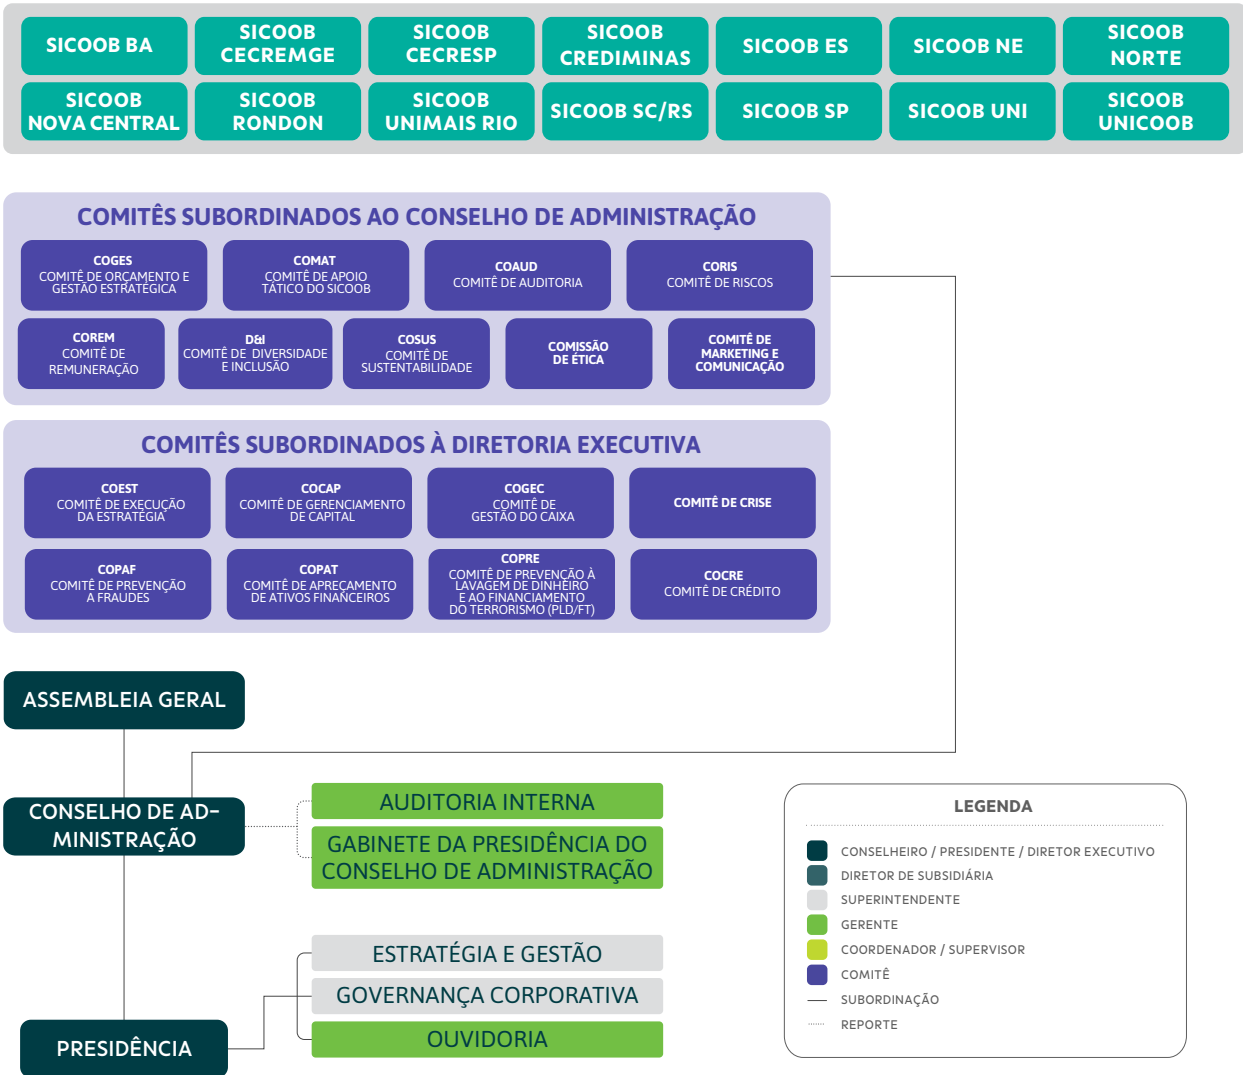 SICOOB BA
SICOOB
CECREMGE
SICOOB
CECRESP
SICOOB
CREDIMINAS
SICOOB ES
SICOOB NE
SICOOB
NORTE
SICOOB
NOVA CENTRAL
SICOOB
RONDON
SICOOB
UNIMAIS RIO
SICOOB SC/RS
SICOOB SP
SICOOB UNI
SICOOB
UNICOOB
COMITÊS SUBORDINADOS AO CONSELHO DE ADMINISTRAÇÃO
COGES
COMITÊ DE ORÇAMENTO E
GESTÃO ESTRATÉGICA
COMAT
COMITÊ DE APOIO
TÁTICO DO SICOOB
COAUD
COMITÊ DE AUDITORIA
CORIS
COMITÊ DE RISCOS
COREM
COMITÊ DE
REMUNERAÇÃO
D&I
COMITÊ DE DIVERSIDADE
E INCLUSÃO
COSUS
COMITÊ DE
SUSTENTABILIDADE
COMISSÃO
DE ÉTICA
COMITÊ DE
MARKETING E
COMUNICAÇÃO
COMITÊS SUBORDINADOS À DIRETORIA EXECUTIVA
COEST
COMITÊ DE EXECUÇÃO
DA ESTRATÉGIA
COCAP
COMITÊ DE GERENCIAMENTO
DE CAPITAL
COGEC
COMITÊ DE
GESTÃO DO CAIXA
COMITÊ DE CRISE
COPAF
COMITÊ DE PREVENÇÃO
A FRAUDES
COPAT
COMITÊ DE APREÇAMENTO
DE ATIVOS FINANCEIROS
COPRE
COMITÊ DE PREVENÇÃO À
LAVAGEM DE DINHEIRO
E AO FINANCIAMENTO
DO TERRORISMO (PLD/FT)
COCRE
COMITÊ DE CRÉDITO
ASSEMBLEIA GERAL
CONSELHO DE AD-
MINISTRAÇÃO
AUDITORIA INTERNA
GABINETE DA PRESIDÊNCIA DO
CONSELHO DE ADMINISTRAÇÃO
ESTRATÉGIA E GESTÃO
GOVERNANÇA CORPORATIVA
OUVIDORIA
PRESIDÊNCIA
LEGENDA
CONSELHEIRO / PRESIDENTE / DIRETOR EXECUTIVO
DIRETOR DE SUBSIDIÁRIA
SUPERINTENDENTE
GERENTE
COORDENADOR / SUPERVISOR
COMITÊ
SUBORDINAÇÃO
REPORTE